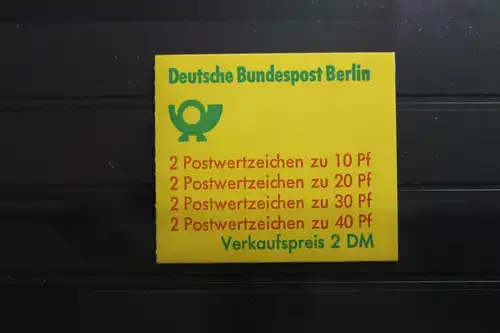 Deutsche Bundespost Berlin
2 Postwertzeichen zu 10 Pf
2 Postwertzeichen zu 20 Pf
2 Postwertzeichen zu 30 Pf
2 Postwertzeichen zu 40 Pf
Verkaufspreis 2 DM